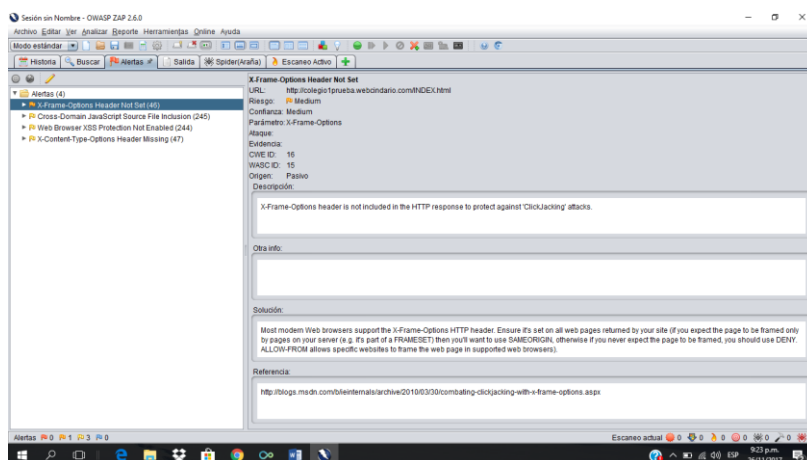 Sesión sin Nombre - OWASP ZAP 2.6.0
Archivo Editar Ver Analizar Reporte Herramientas Online Ayuda
Modo estándar
Historia Buscar Alertas Salida Spider(Araña) Escaneo Activo
Alertas (4)
X-Frame-Options Header Not Set (46)
Cross-Domain JavaScript Source File Inclusion (245)
Web Browser XSS Protection Not Enabled (244)
X-Content-Type-Options Header Missing (47)
X-Frame-Options Header Not Set
URL: http://colegio1prueba.webcindario.com/INDEX.html
Riesgo: Medium
Confianza: Medium
Parámetro: X-Frame-Options
Ataque:
Evidencia:
CWE ID: 16
WASC ID: 15
Origen: Pasivo
Descripción:
X-Frame-Options header is not included in the HTTP response to protect against 'ClickJacking' attacks.
Otra info:
Solución:
Most modern Web browsers support the X-Frame-Options HTTP header. Ensure it's set on all web pages returned by your site (if you expect the page to be framed only
by pages on your server (e.g. it's part of a FRAMESET) then you'll want to use SAMEORIGIN, otherwise if you never expect the page to be framed, you should use DENY.
ALLOW-FROM allows specific websites to frame the web page in supported web browsers).
Referencia:
http://blogs.msdn.com/b/ieinternals/archive/2010/03/30/combating-clickjacking-with-x-frame-options.aspx
Alertas 0 1 3 0
Escaneo actual 0 0 0 0 0 0
ESP
9:23 p.m.
26/11/2017